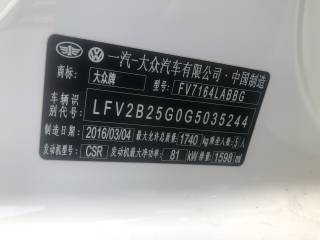 一汽-大众汽车有限公司·中国制造
商标: 大众牌 型号: FV7164LABBG
车辆识别代号: LFV2B25G0G5035244
制造日期: 2016/03/04 最大允许总质量: 1740 kg 乘坐人数: 5 人
发动机型号: CSR 发动机最大净功率: 81 kW 排量: 1598 ml